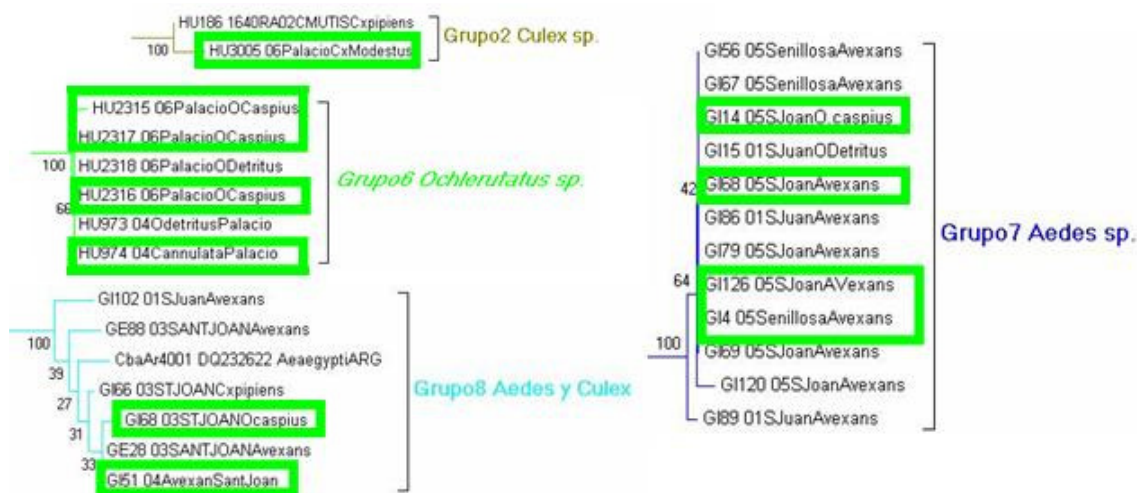 HU186 1640RA02CMUTISCxpipiens
HU3005 06PalacioCxModestus
100
Grupo2 Culex sp.
HU2315 06PalacioOCaspius
HU2317 06PalacioOCaspius
HU2318 06PalacioODetritus
HU2316 06PalacioOCaspius
HU973 04OdetritusPalacio
HU974 04CannulataPalacio
100
66
Grupo6 Ochlerutatus sp.
GI102 01SJuanAvexans
GE88 03SANTJOANAvexans
CbaAr4001 DQ232622 AeaegyptiARG
GI66 03STJOANCxpipiens
GI68 03STJOANOcaspius
GE28 03SANTJOANAvexans
GI51 04AvexanSantJoan
100
39
27
31
33
Grupo8 Aedes y Culex
GI56 05SenillosaAvexans
GI67 05SenillosaAvexans
GI14 05SJoanO.caspius
GI15 01SJuanODetritus
GI68 05SJoanAvexans
GI86 01SJuanAvexans
GI79 05SJoanAvexans
GI126 05SJoanAVexans
GI4 05SenillosaAvexans
GI69 05SJoanAvexans
GI120 05SJoanAvexans
GI89 01SJuanAvexans
42
64
100
Grupo7 Aedes sp.